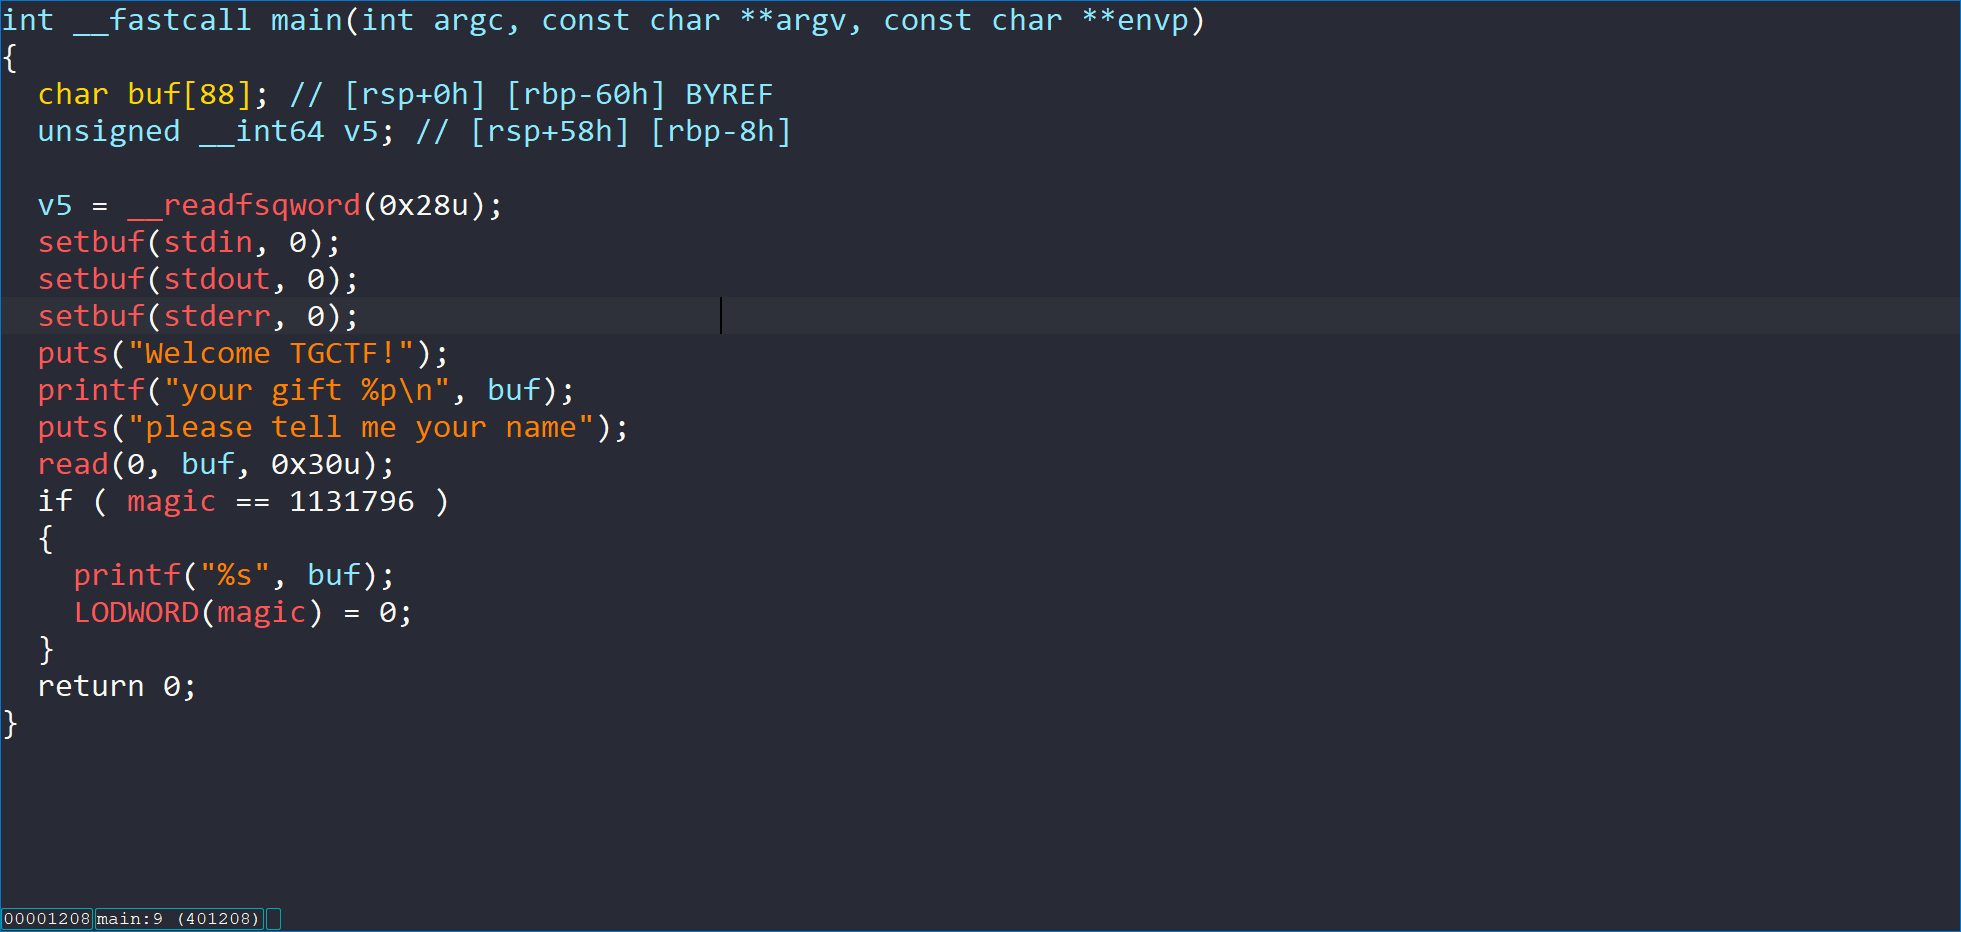 int __fastcall main(int argc, const char **argv, const char **envp)
{
  char buf[88]; // [rsp+0h] [rbp-60h] BYREF
  unsigned __int64 v5; // [rsp+58h] [rbp-8h]
  v5 = __readfsqword(0x28u);
  setbuf(stdin, 0);
  setbuf(stdout, 0);
  setbuf(stderr, 0);
  puts("Welcome TGCTF!");
  printf("your gift %p\n", buf);
  puts("please tell me your name");
  read(0, buf, 0x30u);
  if ( magic == 1131796 )
  {
    printf("%s", buf);
    LODWORD(magic) = 0;
  }
  return 0;
}
00001208 main:9 (401208)